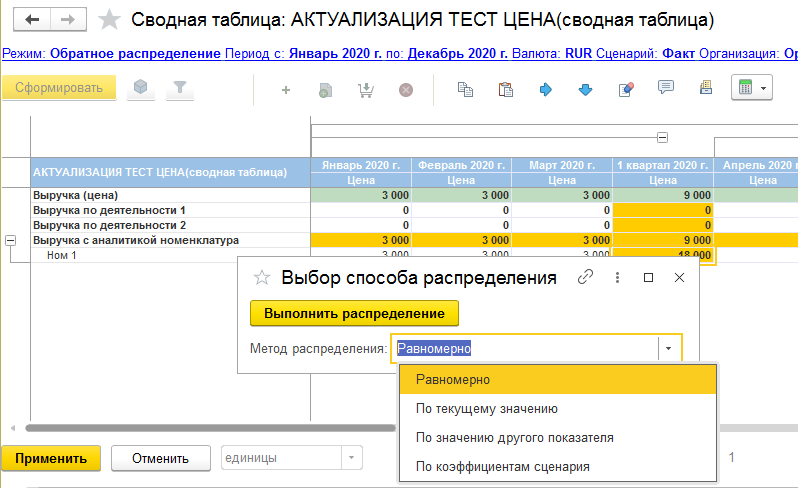 Сводная таблица: АКТУАЛИЗАЦИЯ ТЕСТ ЦЕНА(сводная таблица)
Режим: Обратное распределение Период с: Январь 2020 г. по: Декабрь 2020 г. Валюта: RUR Сценарий: Факт Организация: Ор
Сформировать
АКТУАЛИЗАЦИЯ ТЕСТ ЦЕНА(сводная таблица) Январь 2020 г. Февраль 2020 г. Март 2020 г. 1 квартал 2020 г. Апрель 2020 г
Цена Цена Цена Цена Цена
Выручка (цена) 3 000 3 000 3 000 9 000
Выручка по деятельности 1 0 0 0 0
Выручка по деятельности 2 0 0 0 0
Выручка с аналитикой номенклатура 3 000 3 000 3 000 9 000
Ном 1 3 000 3 000 3 000 18 000
Выбор способа распределения
Выполнить распределение
Метод распределения: Равномерно
Равномерно
По текущему значению
По значению другого показателя
По коэффициентам сценария
Применить Отменить единицы 1